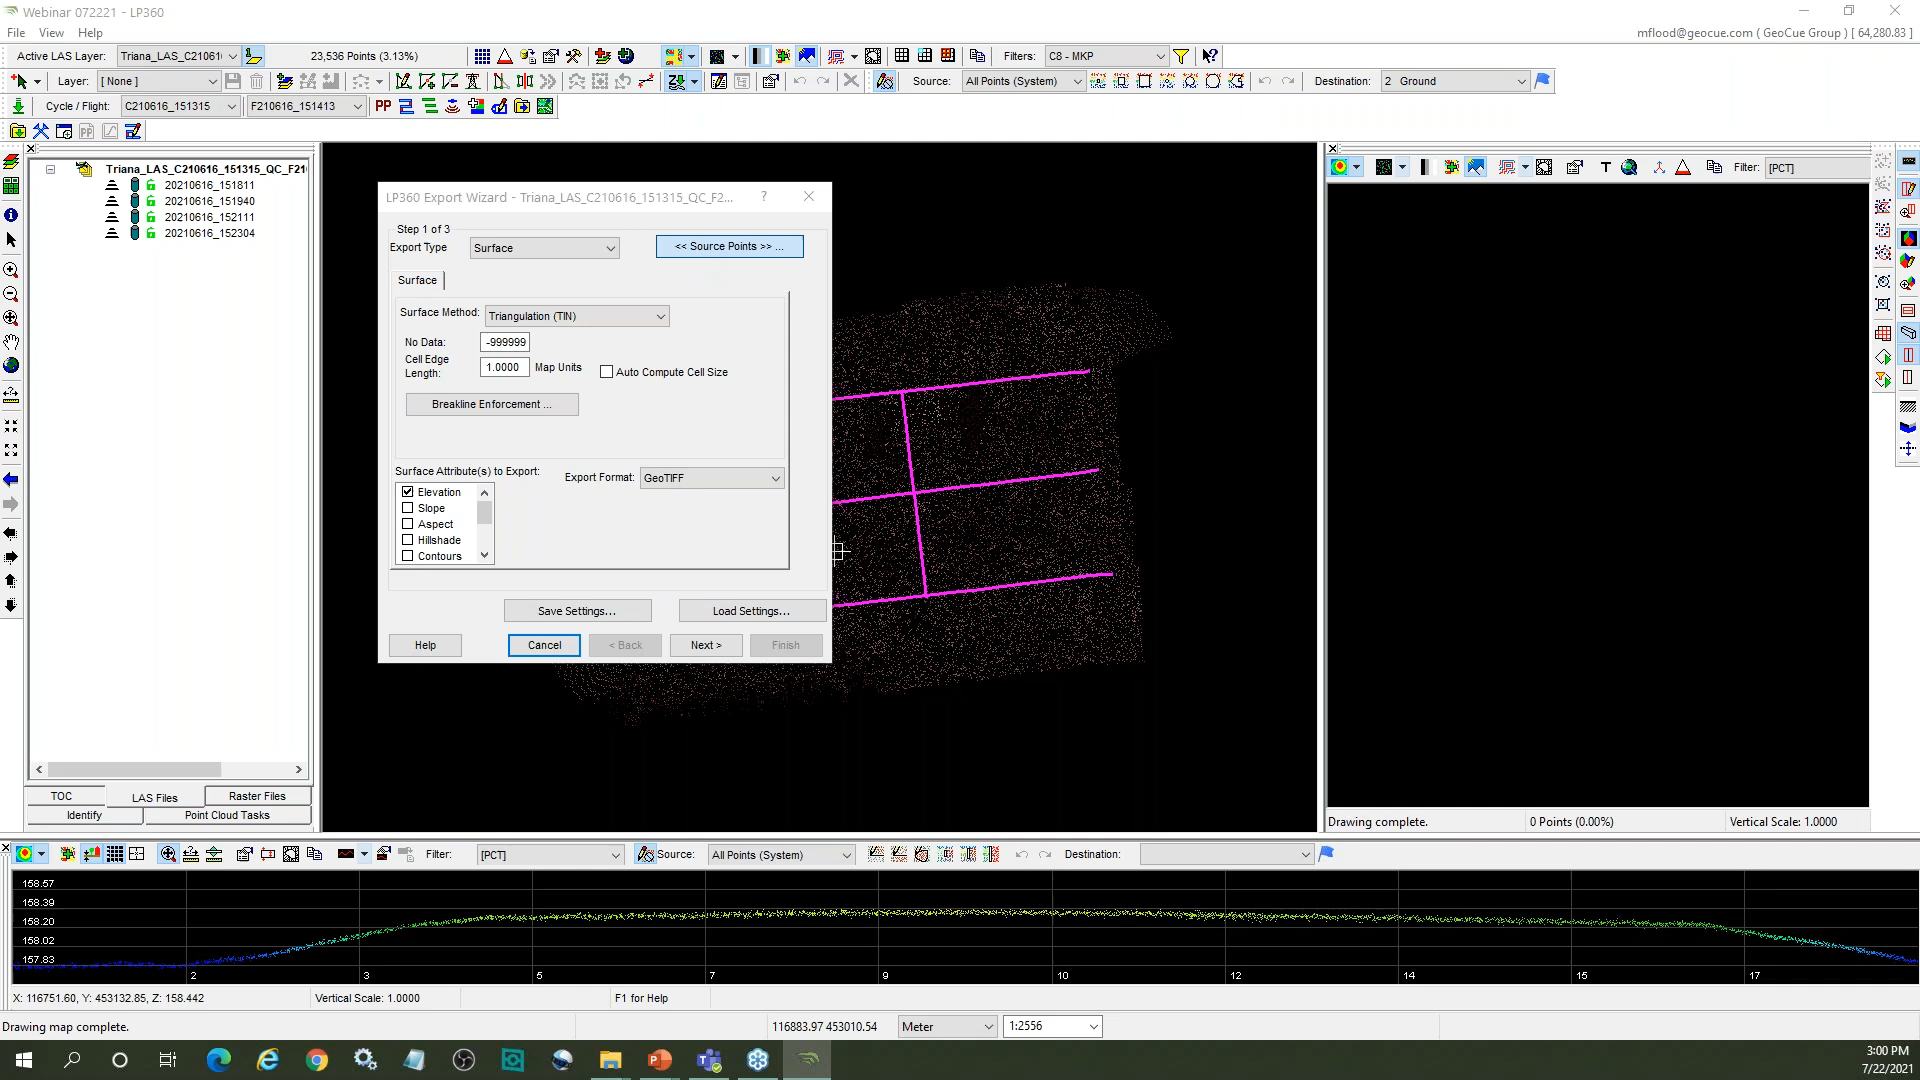 Webinar 072221 - LP360
File View Help
mflood@geocue.com ( GeoCue Group ) [ 64,280.83 ]
Active LAS Layer: Triana_LAS_C21061 23,536 Points (3.13%) Filters: C8 - MKP
Layer: [ None ] Source: All Points (System) Destination: 2 Ground
Cycle / Flight: C210616_151315 F210616_151413 PP
Triana_LAS_C210616_151315_QC_F21
20210616_151811
20210616_151940
20210616_152111
20210616_152304
LP360 Export Wizard - Triana_LAS_C210616_151315_QC_F2...
Step 1 of 3
Export Type Surface << Source Points >> ...
Surface
Surface Method: Triangulation (TIN)
No Data: -999999
Cell Edge Length: 1.0000 Map Units Auto Compute Cell Size
Breakline Enforcement ...
Surface Attribute(s) to Export: Export Format: GeoTIFF
Elevation
Slope
Aspect
Hillshade
Contours
Save Settings... Load Settings...
Help Cancel < Back Next > Finish
T Filter: [PCT]
TOC LAS Files Raster Files
Identify Point Cloud Tasks
Drawing complete. 0 Points (0.00%) Vertical Scale: 1.0000
Filter: [PCT] Source: All Points (System) Destination:
158.57
158.39
158.20
158.02
157.83
2 3 5 7 9 10 12 14 15 17
X: 116751.60, Y: 453132.85, Z: 158.442 Vertical Scale: 1.0000 F1 for Help
Drawing map complete. 116883.97 453010.54 Meter 1:2556
3:00 PM
7/22/2021